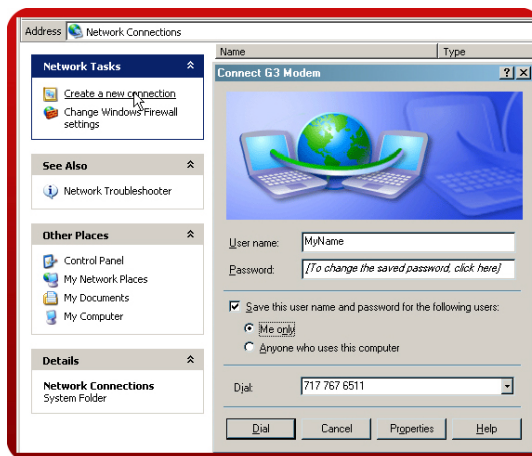 Address Network Connections
Name Type
Network Tasks
Create a new connection
Change Windows Firewall
settings
See Also
Network Troubleshooter
Other Places
Control Panel
My Network Places
My Documents
My Computer
Details
Network Connections
System Folder
Connect G3 Modem
User name: MyName
Password: [To change the saved password, click here]
Save this user name and password for the following users:
Me only
Anyone who uses this computer
Dial: 717 767 6511
Dial Cancel Properties Help